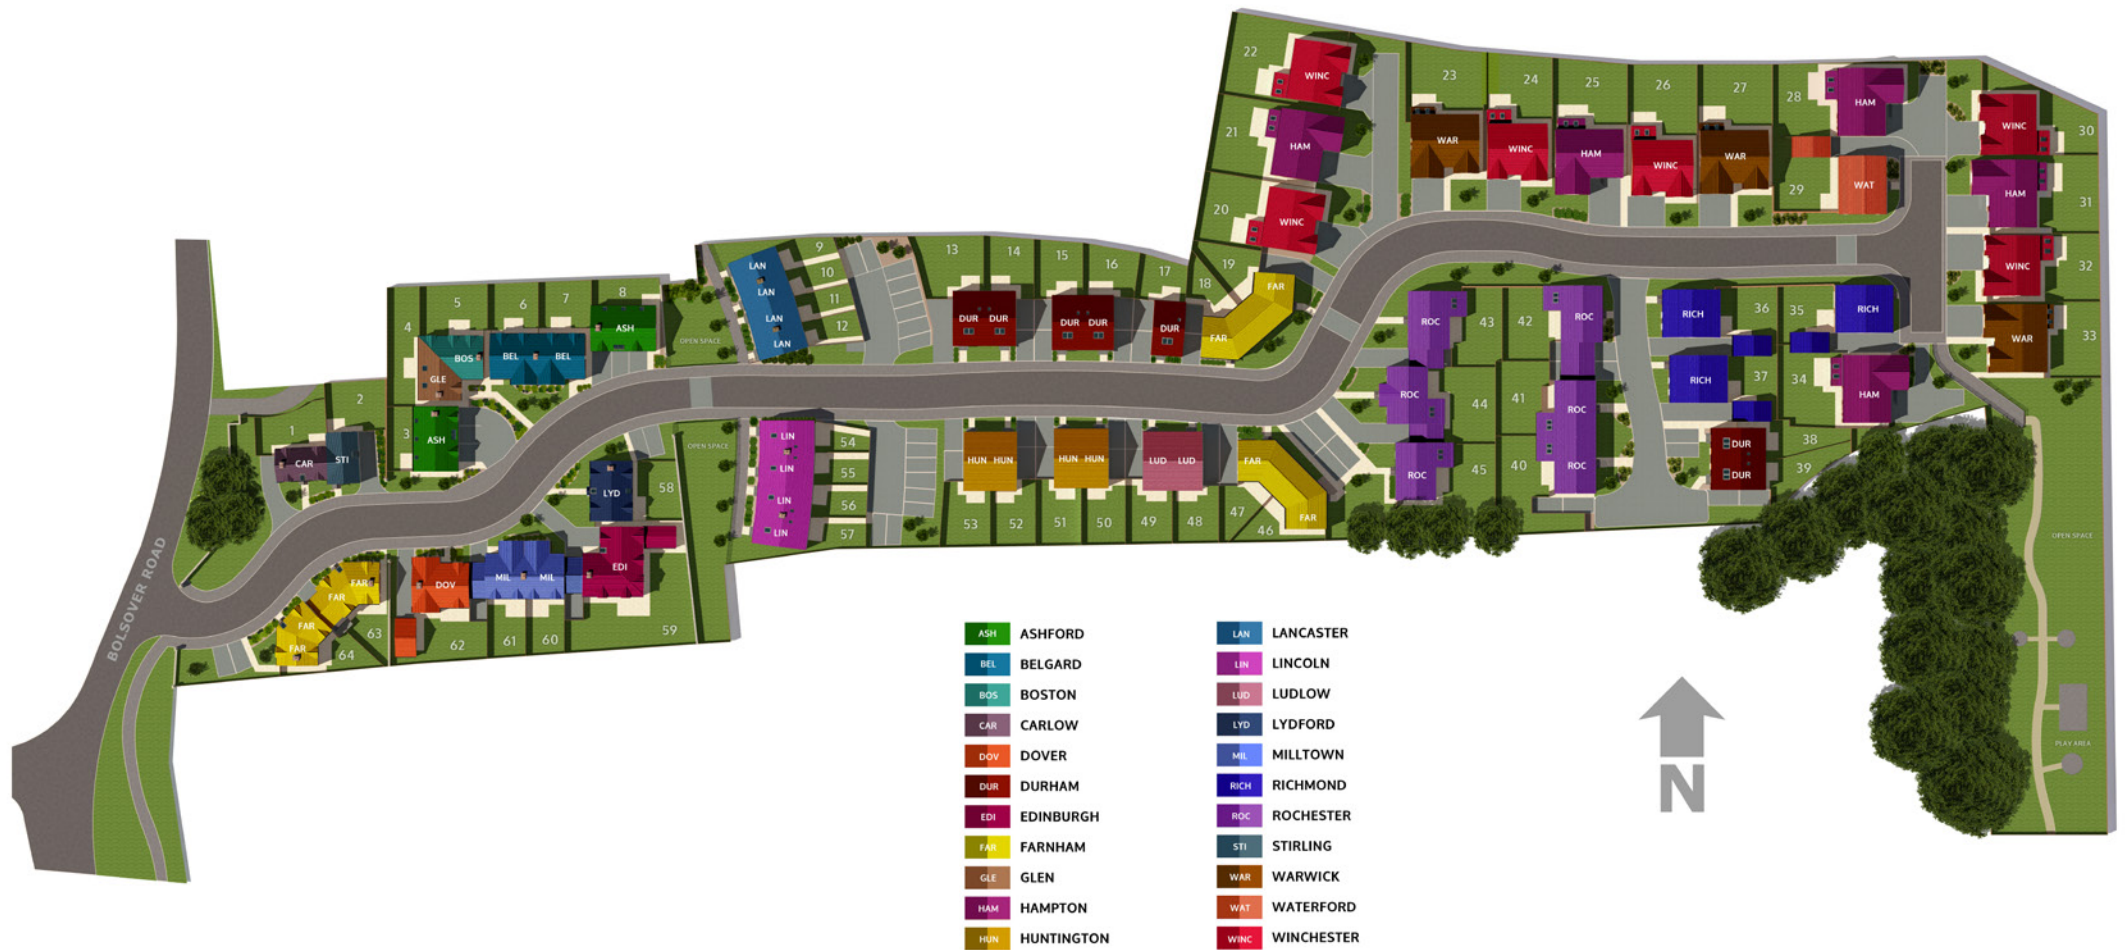 22
WINC
21
HAM
20
WINC
19
18
FAR
FAR
23
WAR
24
WINC
25
HAM
26
WINC
27
WAR
28
HAM
29
WAT
WINC
30
HAM
31
WINC
32
WAR
33
9
LAN
10
LAN
11
LAN
12
LAN
13
14
15
16
17
DUR DUR
DUR DUR
DUR
5
6
7
8
4
BOS
BEL
BEL
ASH
GLE
OPEN SPACE
2
1
3
ASH
CAR
STI
ROC
43
42
ROC
ROC
44
41
ROC
ROC
45
40
ROC
RICH
36
35
RICH
RICH
37
34
HAM
DUR
DUR
38
39
OPEN SPACE
LIN
54
LIN
55
LIN
56
LIN
57
HUN HUN
HUN HUN
LUD LUD
FAR
FAR
53
52
51
50
49
48
47
46
LYD
58
EDI
MIL
MIL
DOV
FAR
FAR
FAR
FAR
63
64
62
61
60
59
BOLSOVER ROAD
OPEN SPACE
PLAY AREA
N
ASH ASHFORD
BEL BELGARD
BOS BOSTON
CAR CARLOW
DOV DOVER
DUR DURHAM
EDI EDINBURGH
FAR FARNHAM
GLE GLEN
HAM HAMPTON
HUN HUNTINGTON
LAN LANCASTER
LIN LINCOLN
LUD LUDLOW
LYD LYDFORD
MIL MILLTOWN
RICH RICHMOND
ROC ROCHESTER
STI STIRLING
WAR WARWICK
WAT WATERFORD
WINC WINCHESTER